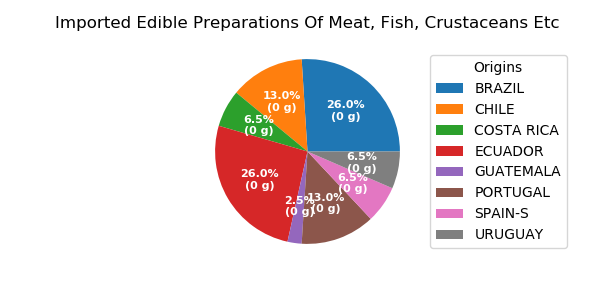 Imported Edible Preparations Of Meat, Fish, Crustaceans Etc
Origins
BRAZIL
CHILE
COSTA RICA
ECUADOR
GUATEMALA
PORTUGAL
SPAIN-S
URUGUAY
26.0%
(0 g)
13.0%
(0 g)
6.5%
(0 g)
26.0%
(0 g)
2.5%
(0 g)
13.0%
(0 g)
6.5%
(0 g)
6.5%
(0 g)